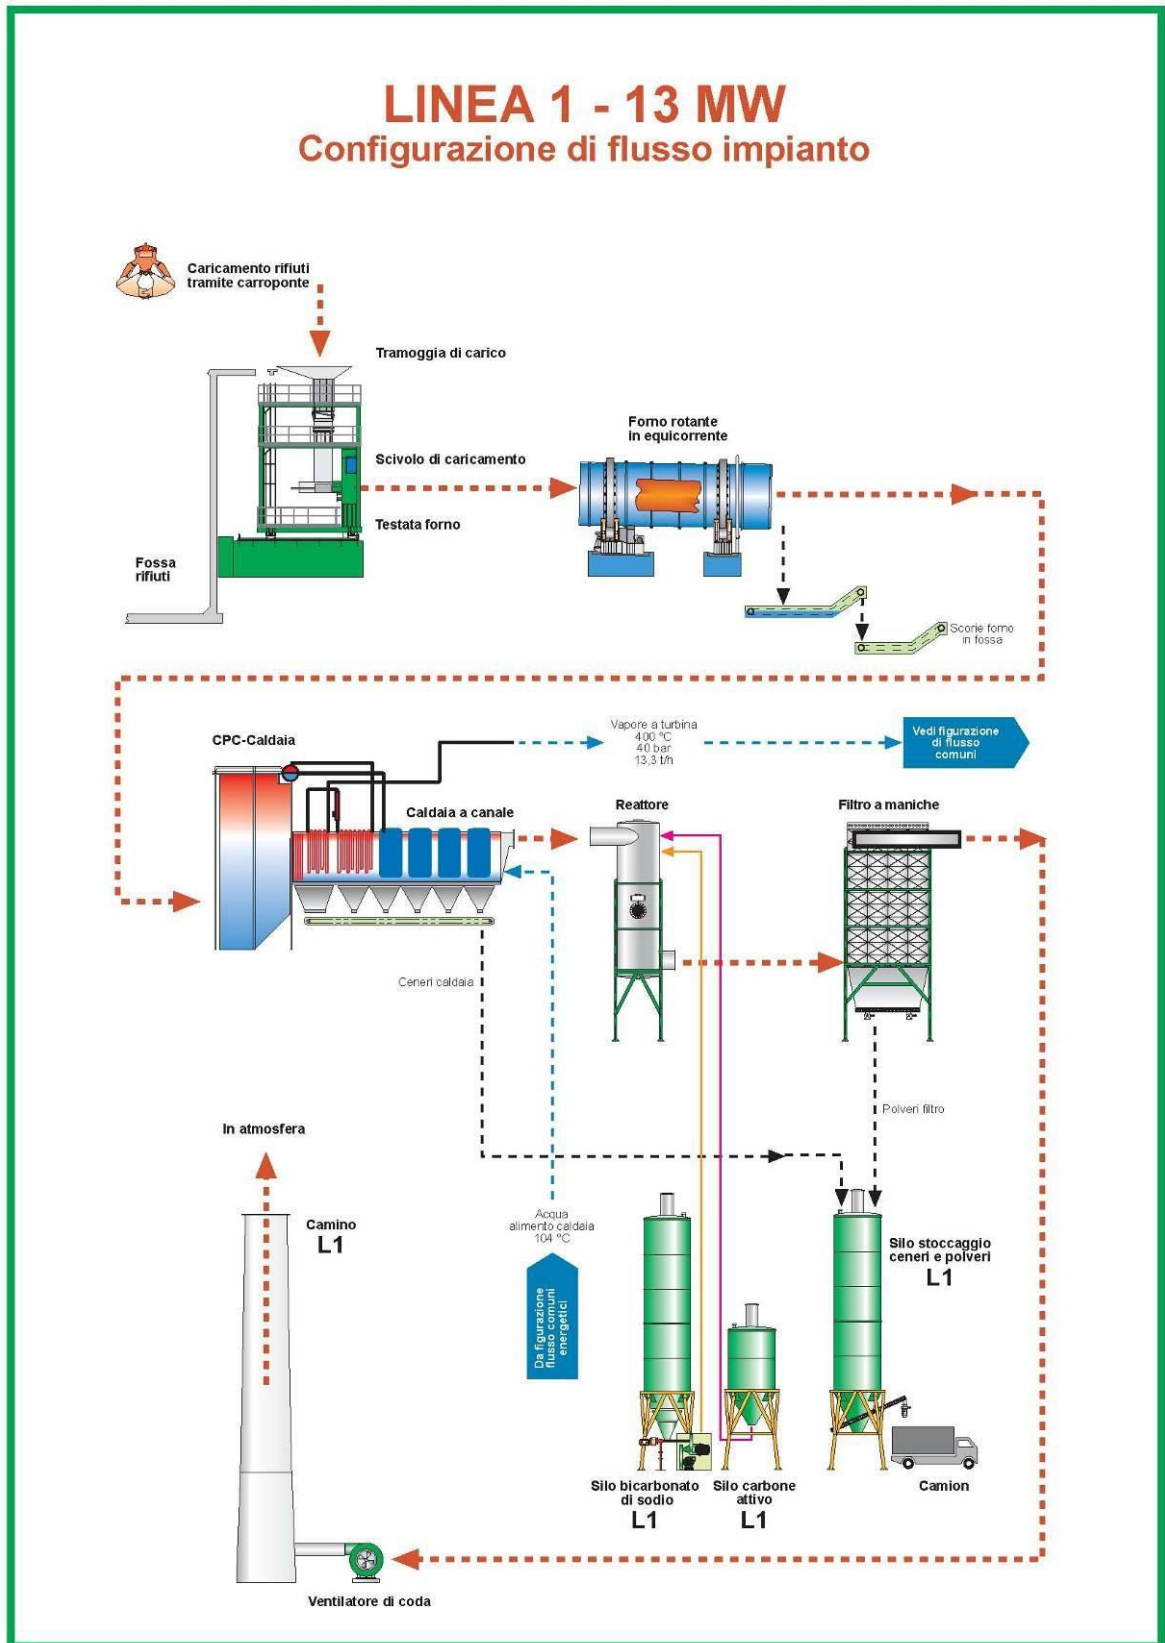 LINEA 1 - 13 MW
Configurazione di flusso impianto
Caricamento rifiuti
tramite carroponte
Tramoggia di carico
Forno rotante
in equicorrente
Scivolo di caricamento
Testata forno
Fossa
rifiuti
Scorie forno
in fossa
CPC-Caldaia
Vapore a turbina
400 °C
40 bar
13,3 t/h
Vedi figurazione
di flusso
comuni
Caldaia a canale
Reattore
Filtro a maniche
Ceneri caldaia
Polveri filtro
In atmosfera
Camino
L1
Acqua
alimento caldaia
104 °C
Da figurazione
flusso comuni
energetici
Silo stoccaggio
ceneri e polveri
L1
Silo bicarbonato
di sodio
L1
Silo carbone
attivo
L1
Camion
Ventilatore di coda